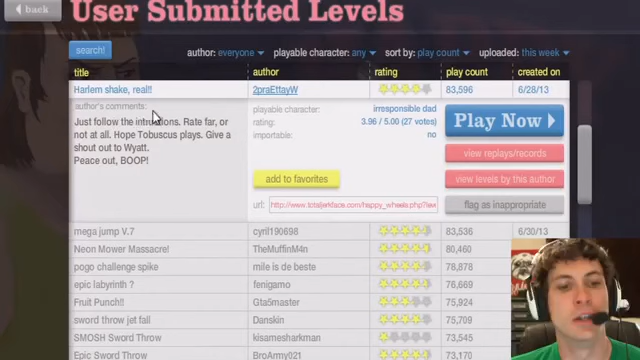 back
User Submitted Levels
search!
author: everyone
playable character: any
sort by: play count
uploaded: this week
title author rating play count created on
Harlem shake, real!! 2praEttayW 83,596 6/28/13
author's comments:
Just follow the intructions. Rate far, or
not at all. Hope Tobuscus plays. Give a
shout out to Wyatt.
Peace out, BOOP!
playable character: irresponsible dad
rating: 3.96 / 5.00 (27 votes)
importable: no
add to favorites
url: http://www.totaljerkface.com/happy_wheels.php?
Play Now
view replays/records
view levels by this author
flag as inappropriate
mega jump V.7 cyril190698 83,536 6/30/13
Neon Mower Massacre! TheMuffinM4n 80,460
pogo challenge spike mile is de beste 78,878
epic labyrinth ? fenigamo
Fruit Punch!! Gta5master 75,924
sword throw jet fall Danskin 75,709
SMOSH Sword Throw kisamesharkman 73,545
Epic Sword Throw BroArmy021 73,170